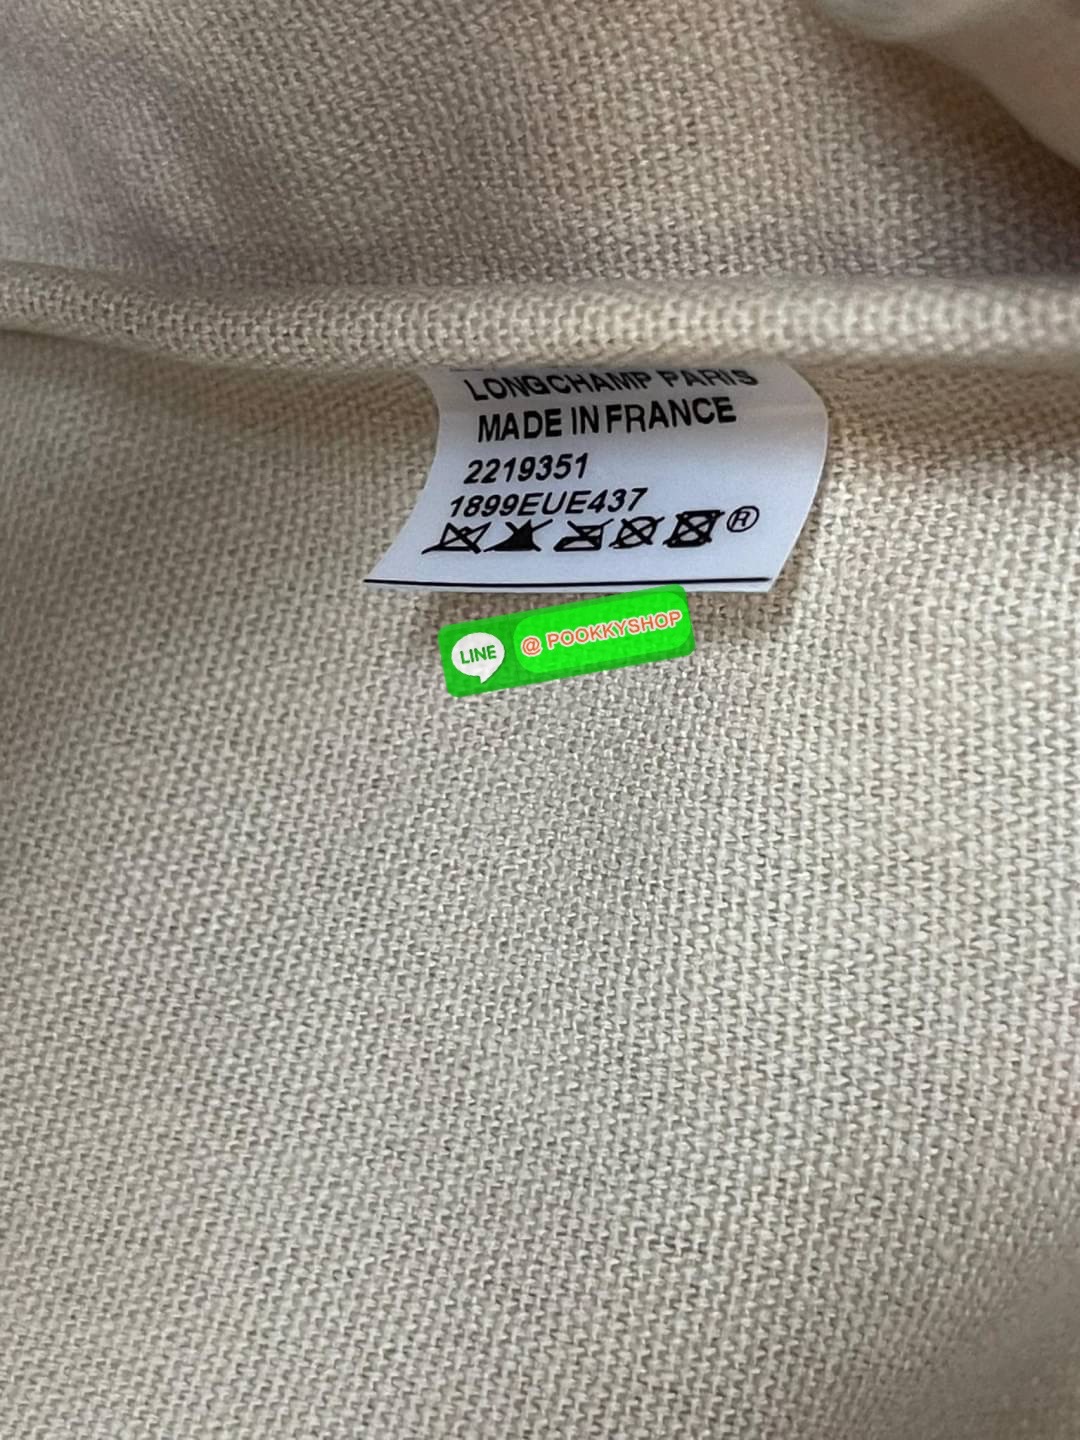 LONGCHAMP PARIS
MADE IN FRANCE
2219351
1899EUE437
®
LINE @ POOKKYSHOP